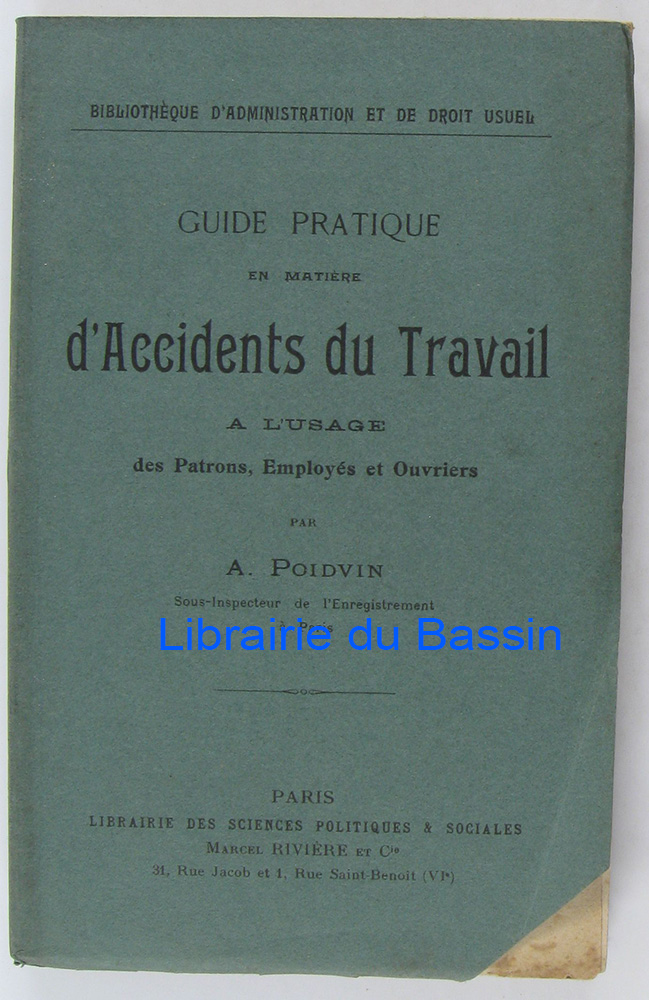 BIBLIOTHÈQUE D'ADMINISTRATION ET DE DROIT USUEL
GUIDE PRATIQUE
EN MATIÈRE
d'Accidents du Travail
A L'USAGE
des Patrons, Employés et Ouvriers
PAR
A. POIDVIN
Sous-Inspecteur de l'Enregistrement
à Paris
Librairie du Bassin
PARIS
LIBRAIRIE DES SCIENCES POLITIQUES & SOCIALES
MARCEL RIVIÈRE ET Cie
31, Rue Jacob et 1, Rue Saint-Benoît (VIe)